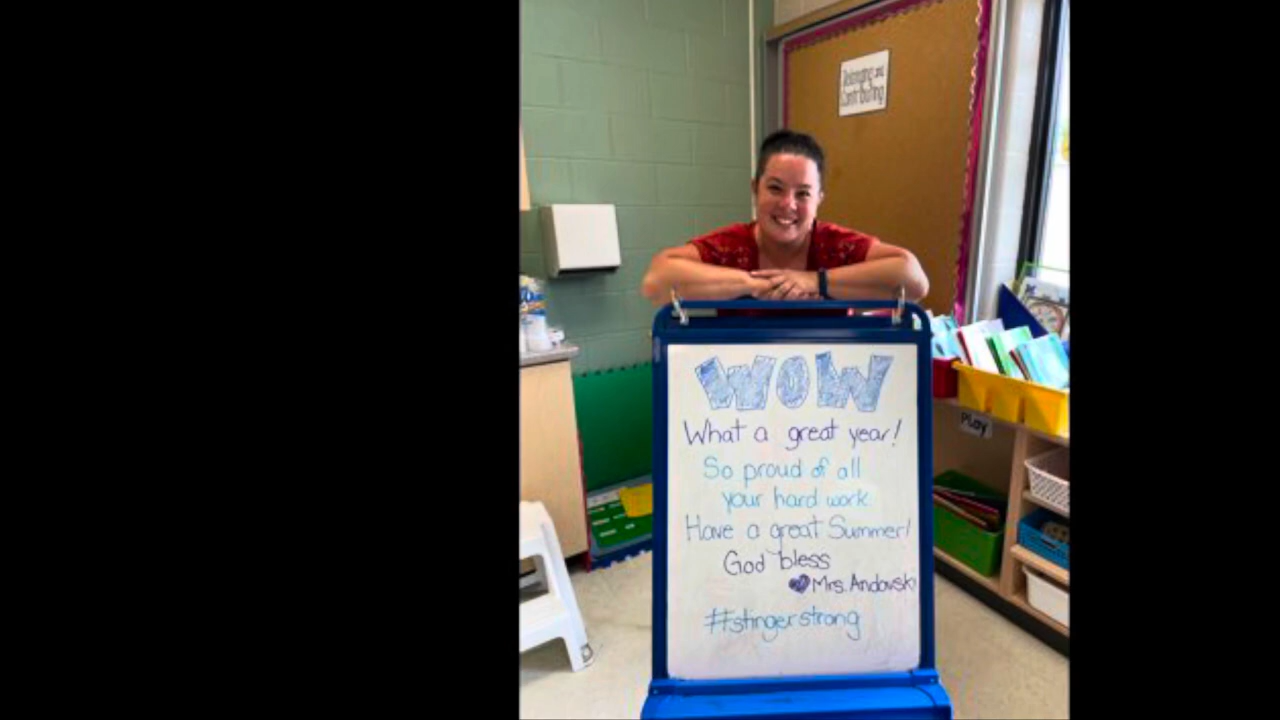 Belonging and
Contributing
WOW
What a great year!
So proud of all
your hard work
Have a great Summer!
God bless
Mrs. Andovski
#stingerstrong
Play